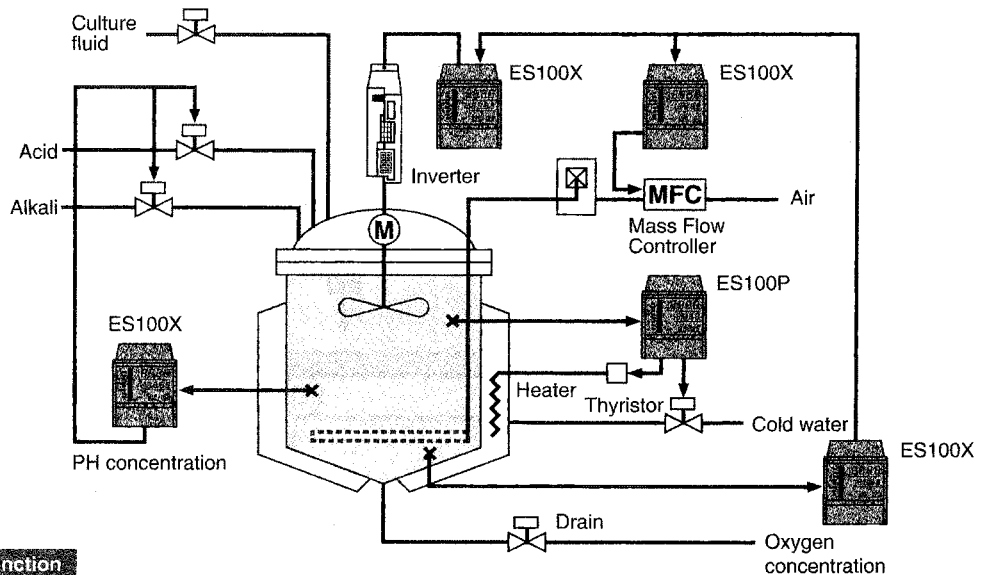 Culture
fluid
ES100X
ES100X
Acid
Inverter
MFC
Air
Alkali
M
Mass Flow
Controller
ES100P
ES100X
Heater
Thyristor
Cold water
ES100X
PH concentration
Drain
Oxygen
concentration
nction